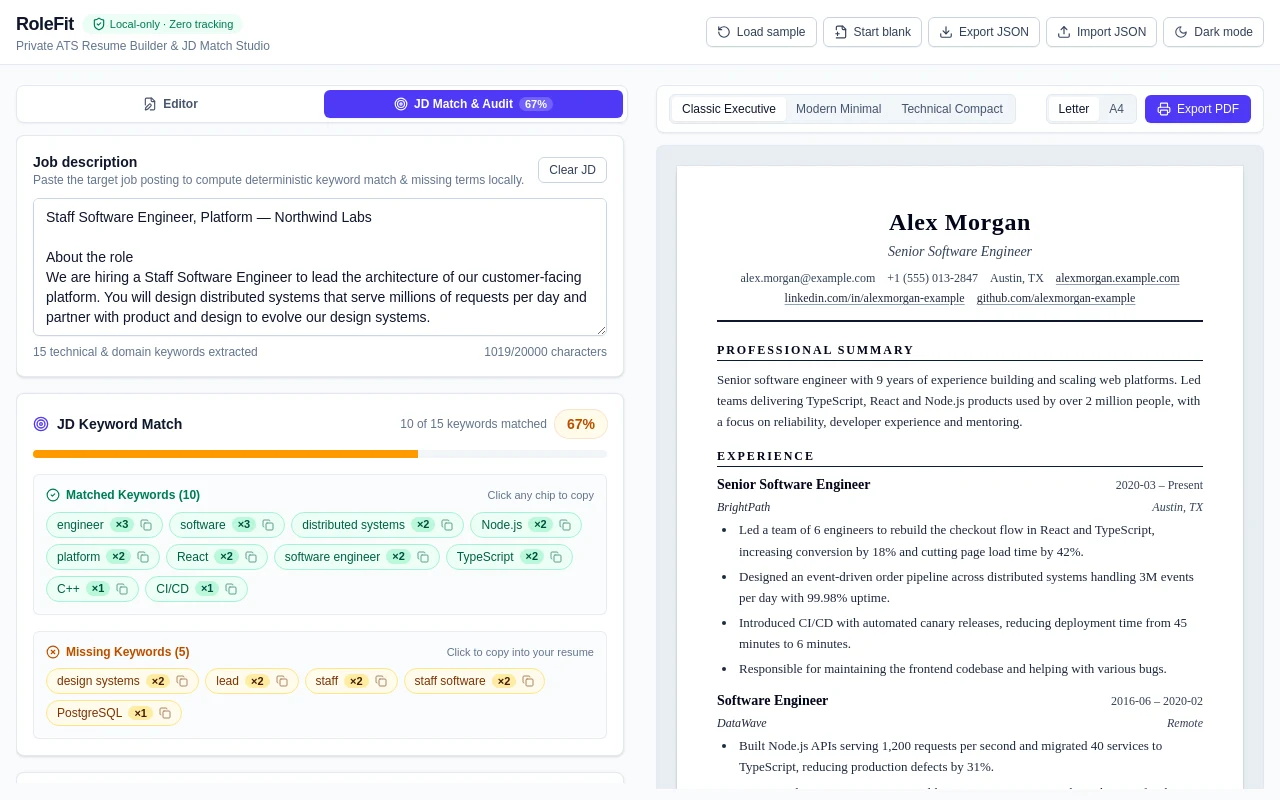 RoleFit
Local-only · Zero tracking
Private ATS Resume Builder & JD Match Studio
Load sample
Start blank
Export JSON
Import JSON
Dark mode
Editor
JD Match & Audit 67%
Job description
Paste the target job posting to compute deterministic keyword match & missing terms locally.
Clear JD
Staff Software Engineer, Platform — Northwind Labs
About the role
We are hiring a Staff Software Engineer to lead the architecture of our customer-facing
platform. You will design distributed systems that serve millions of requests per day and
partner with product and design to evolve our design systems.
15 technical & domain keywords extracted
1019/20000 characters
JD Keyword Match
10 of 15 keywords matched
67%
Matched Keywords (10)
Click any chip to copy
engineer ×3
software ×3
distributed systems ×2
Node.js ×2
platform ×2
React ×2
software engineer ×2
TypeScript ×2
C++ ×1
CI/CD ×1
Missing Keywords (5)
Click to copy into your resume
design systems ×2
lead ×2
staff ×2
staff software ×2
PostgreSQL ×1
Classic Executive
Modern Minimal
Technical Compact
Letter
A4
Export PDF
Alex Morgan
Senior Software Engineer
alex.morgan@example.com +1 (555) 013-2847 Austin, TX alexmorgan.example.com
linkedin.com/in/alexmorgan-example github.com/alexmorgan-example
PROFESSIONAL SUMMARY
Senior software engineer with 9 years of experience building and scaling web platforms. Led
teams delivering TypeScript, React and Node.js products used by over 2 million people, with
a focus on reliability, developer experience and mentoring.
EXPERIENCE
Senior Software Engineer 2020-03 – Present
BrightPath Austin, TX
• Led a team of 6 engineers to rebuild the checkout flow in React and TypeScript,
increasing conversion by 18% and cutting page load time by 42%.
• Designed an event-driven order pipeline across distributed systems handling 3M events
per day with 99.98% uptime.
• Introduced CI/CD with automated canary releases, reducing deployment time from 45
minutes to 6 minutes.
• Responsible for maintaining the frontend codebase and helping with various bugs.
Software Engineer 2016-06 – 2020-02
DataWave Remote
• Built Node.js APIs serving 1,200 requests per second and migrated 40 services to
TypeScript, reducing production defects by 31%.